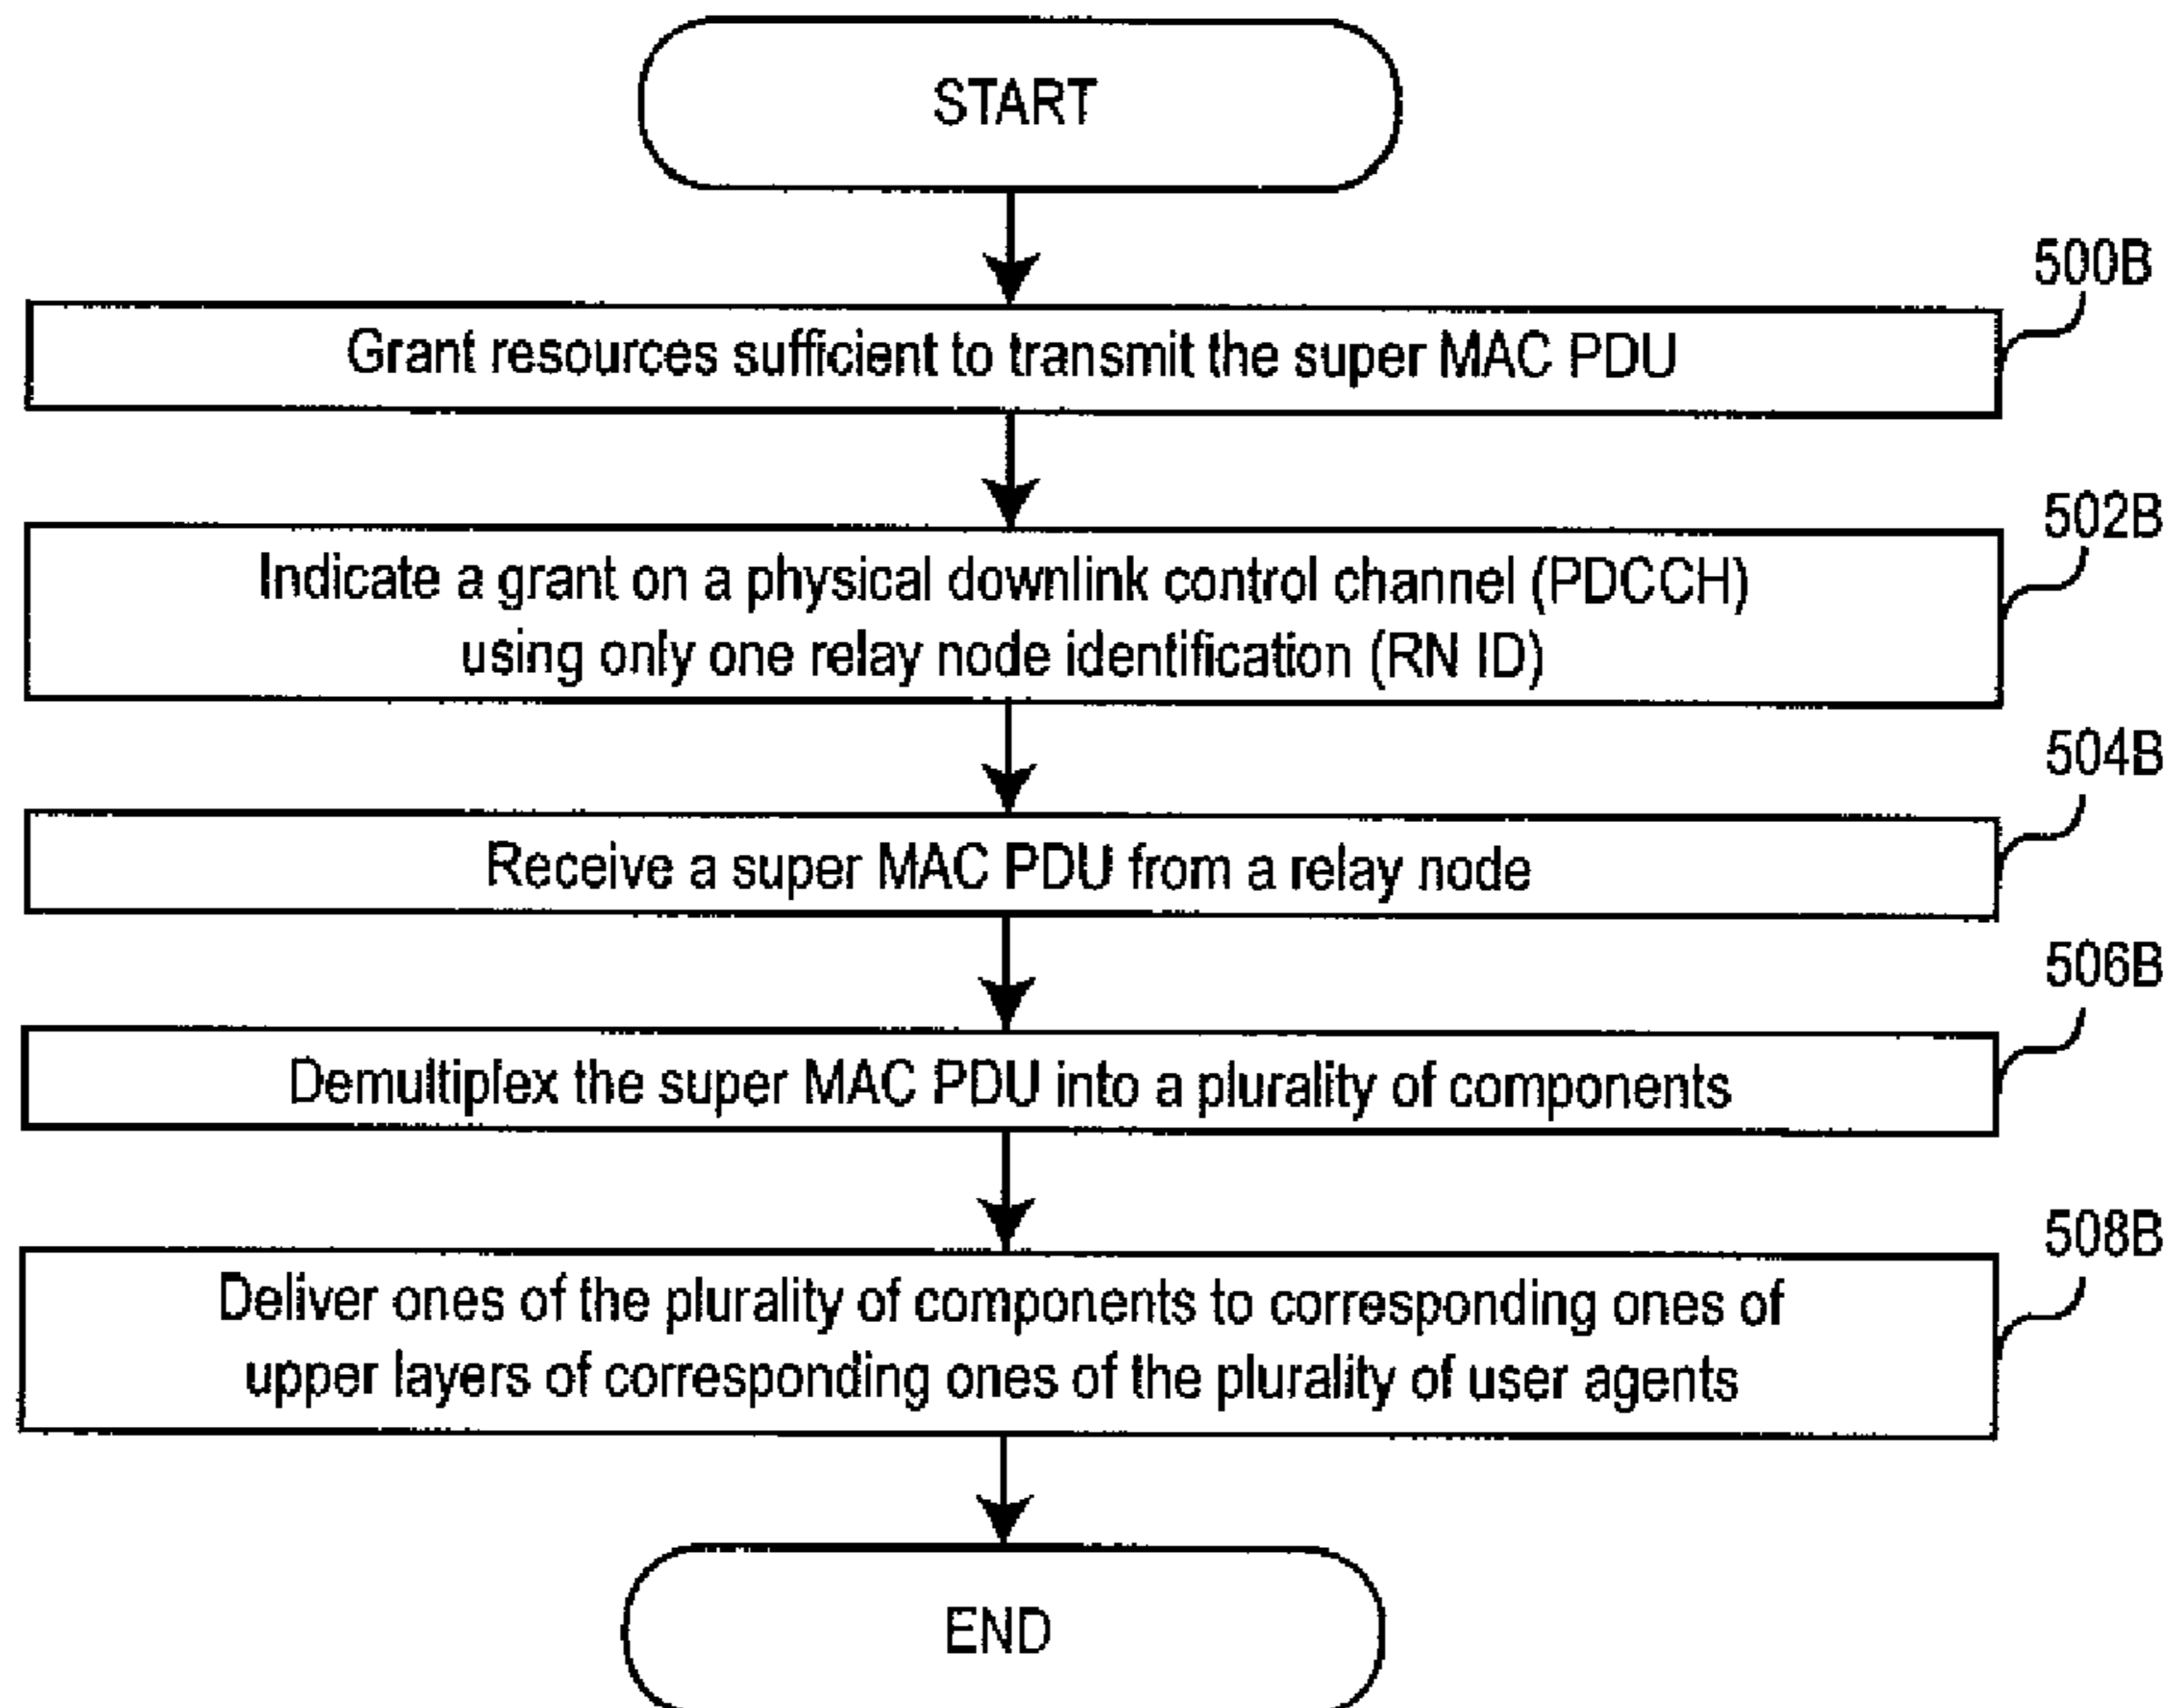 START
500B
Grant resources sufficient to transmit the super MAC PDU
502B
Indicate a grant on a physical downlink control channel (PDCCH)
using only one relay node identification (RN ID)
504B
Receive a super MAC PDU from a relay node
506B
Demultiplex the super MAC PDU into a plurality of components
508B
Deliver ones of the plurality of components to corresponding ones of
upper layers of corresponding ones of the plurality of user agents
END